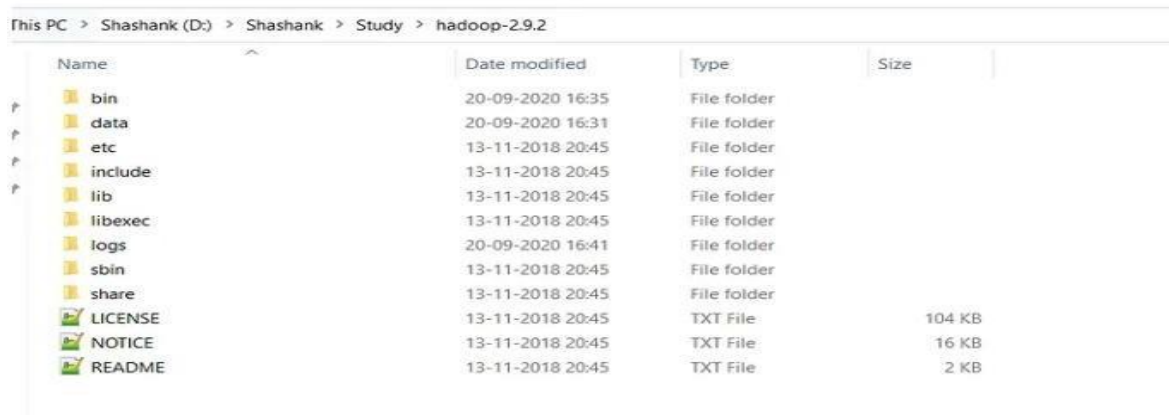 This PC > Shashank (D:) > Shashank > Study > hadoop-2.9.2
Name Date modified Type Size
bin 20-09-2020 16:35 File folder
data 20-09-2020 16:31 File folder
etc 13-11-2018 20:45 File folder
include 13-11-2018 20:45 File folder
lib 13-11-2018 20:45 File folder
libexec 13-11-2018 20:45 File folder
logs 20-09-2020 16:41 File folder
sbin 13-11-2018 20:45 File folder
share 13-11-2018 20:45 File folder
LICENSE 13-11-2018 20:45 TXT File 104 KB
NOTICE 13-11-2018 20:45 TXT File 16 KB
README 13-11-2018 20:45 TXT File 2 KB